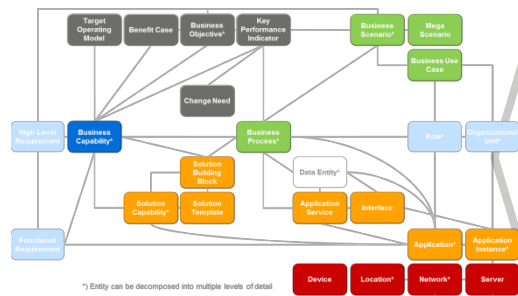 Target
Operating
Model
Benefit Case
Business
Objective*
Key
Performance
Indicator
Business
Scenario*
Mega
Scenario
Business Use
Case
Change Need
High Level
Requirement
Business
Capability*
Business
Process*
Role*
Organizational
Unit*
Solution
Building
Block
Data Entity*
Solution
Capability*
Solution
Template
Application
Service
Interface
Functional
Requirement
Application*
Application
Instance*
Device
Location*
Network*
Server
*) Entity can be decomposed into multiple levels of detail